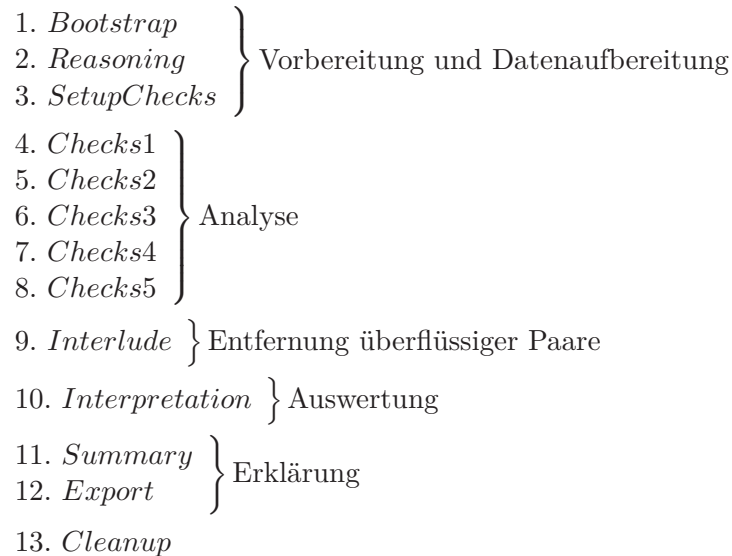 1. Bootstrap
2. Reasoning
3. SetupChecks
Vorbereitung und Datenaufbereitung
4. Checks1
5. Checks2
6. Checks3
7. Checks4
8. Checks5
Analyse
9. Interlude } Entfernung überflüssiger Paare
10. Interpretation } Auswertung
11. Summary
12. Export
Erklärung
13. Cleanup